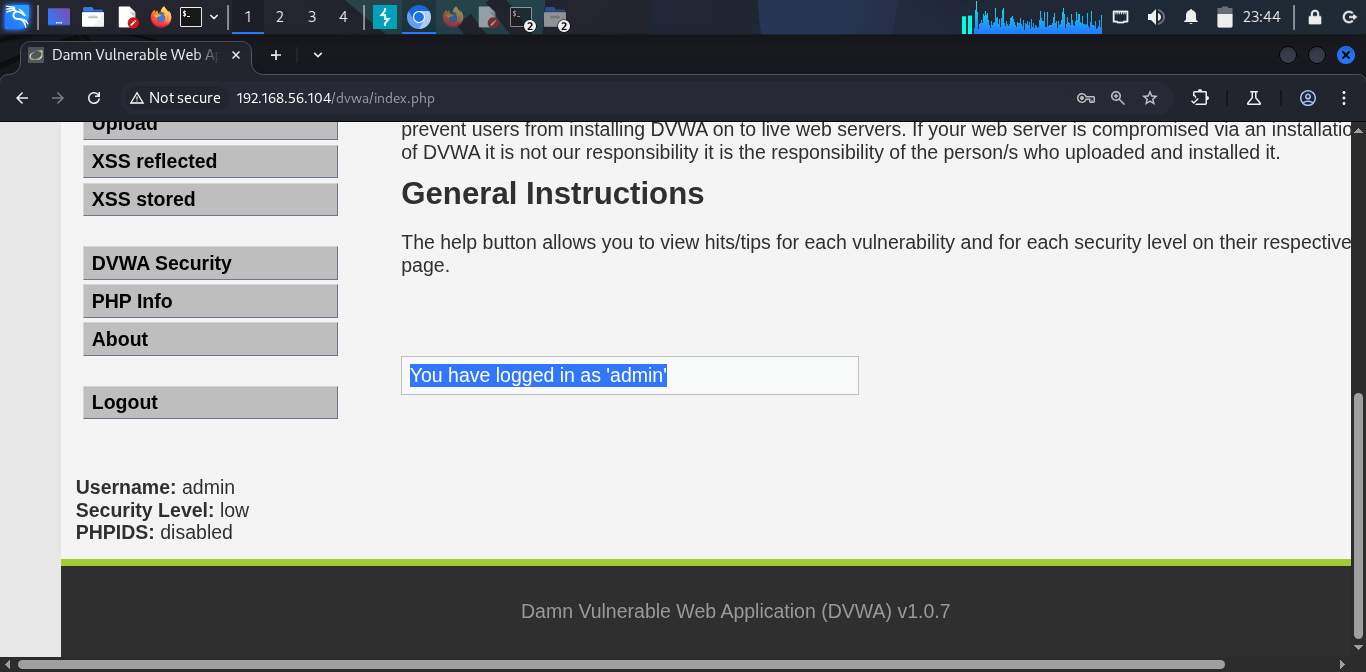 1 2 3 4 2 2 23:44
Damn Vulnerable Web Ap
Not secure 192.168.56.104/dvwa/index.php
Upload
XSS reflected
XSS stored
DVWA Security
PHP Info
About
Logout
Username: admin
Security Level: low
PHPIDS: disabled
prevent users from installing DVWA on to live web servers. If your web server is compromised via an installatio
of DVWA it is not our responsibility it is the responsibility of the person/s who uploaded and installed it.
General Instructions
The help button allows you to view hits/tips for each vulnerability and for each security level on their respective
page.
You have logged in as 'admin'
Damn Vulnerable Web Application (DVWA) v1.0.7